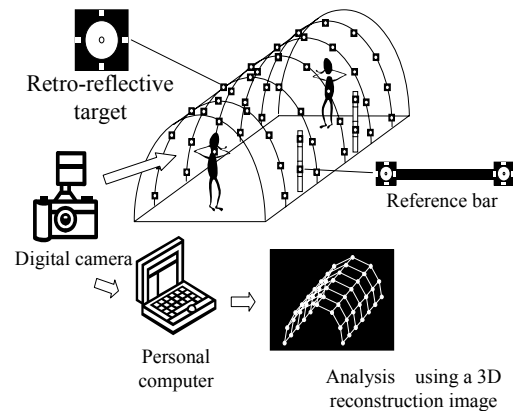 Retro-reflective
target
Reference bar
Digital camera
Personal
computer
Analysis using a 3D
reconstruction image